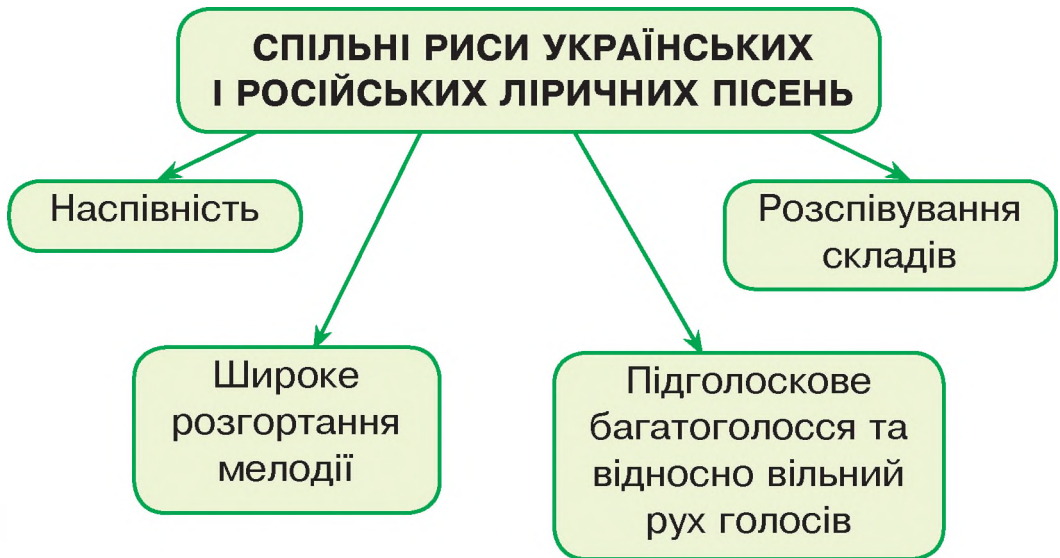 СПІЛЬНІ РИСИ УКРАЇНСЬКИХ
І РОСІЙСЬКИХ ЛІРИЧНИХ ПІСЕНЬ
Наспівність
Розспівування
складів
Широке
розгортання
мелодії
Підголоскове
багатоголосся та
відносно вільний
рух голосів